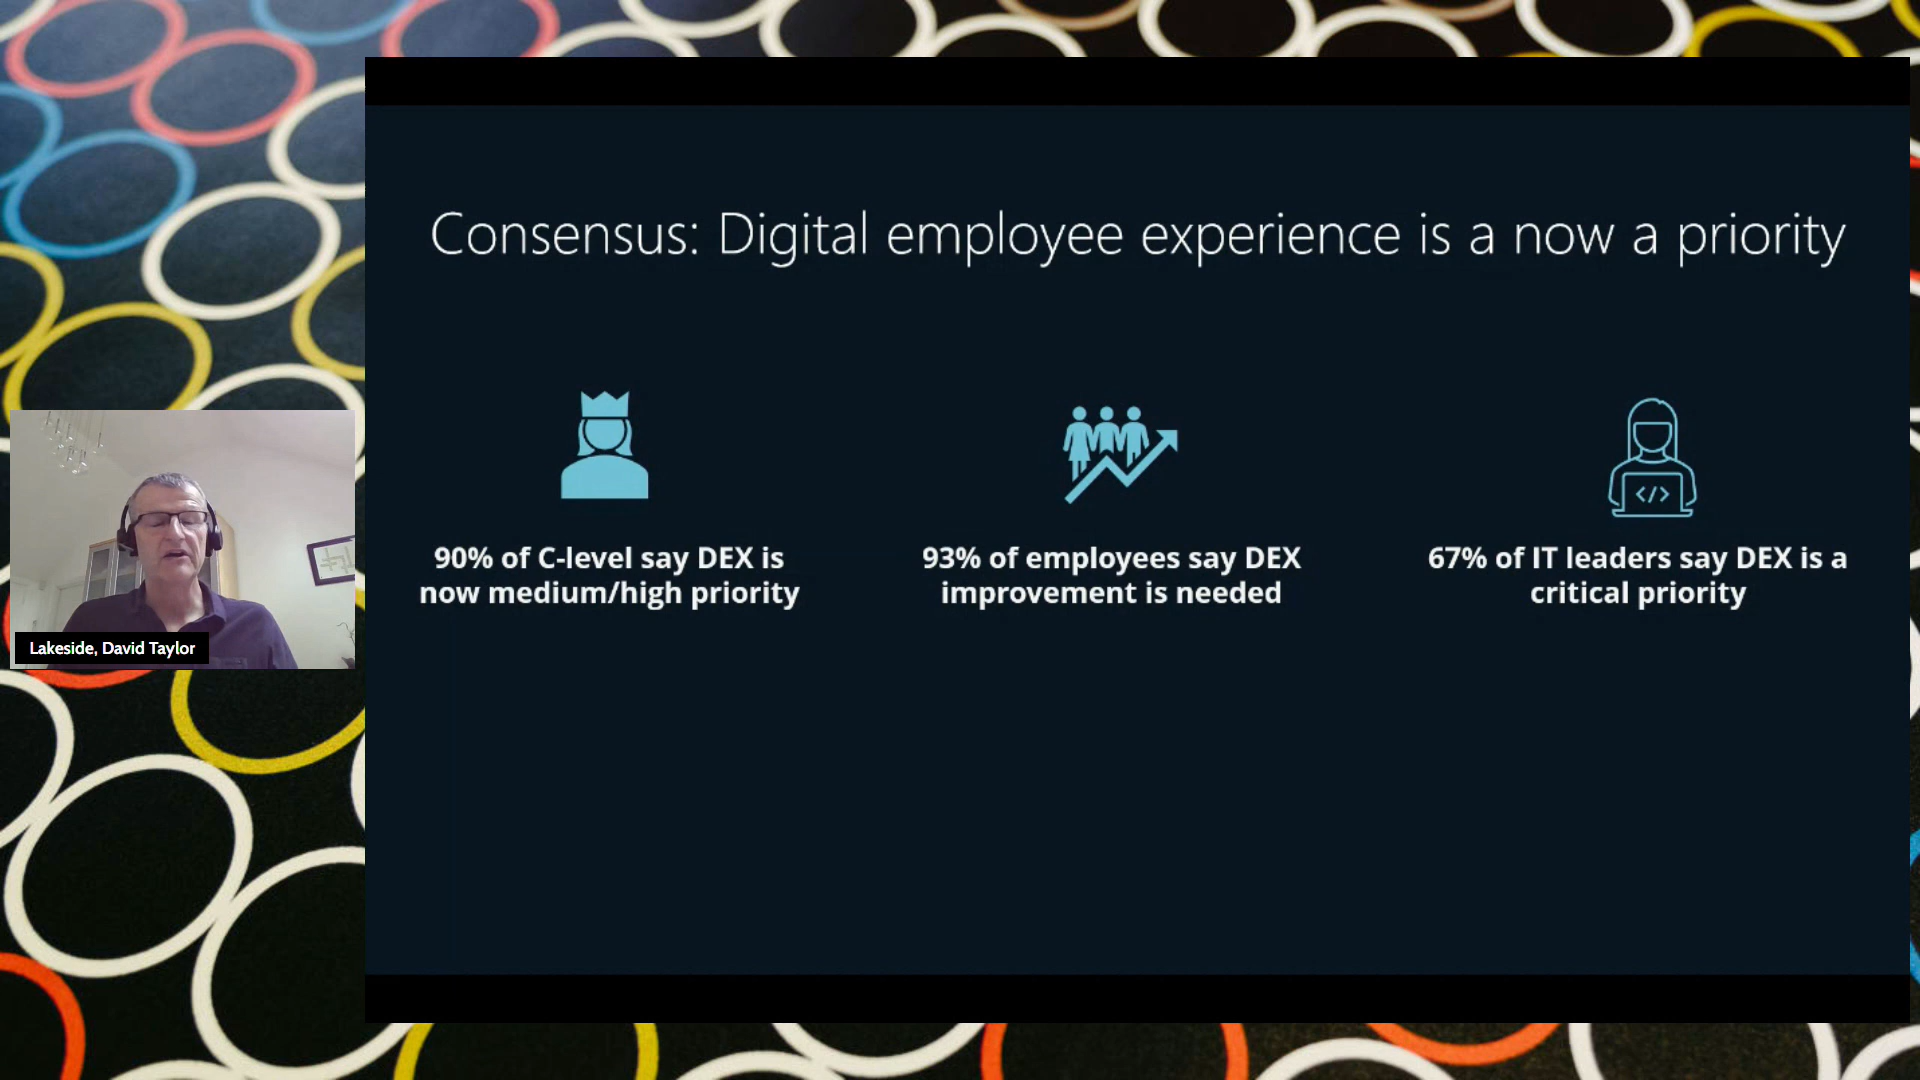 Consensus: Digital employee experience is a now a priority
90% of C-level say DEX is
now medium/high priority
93% of employees say DEX
improvement is needed
</>
67% of IT leaders say DEX is a
critical priority
Lakeside, David Taylor